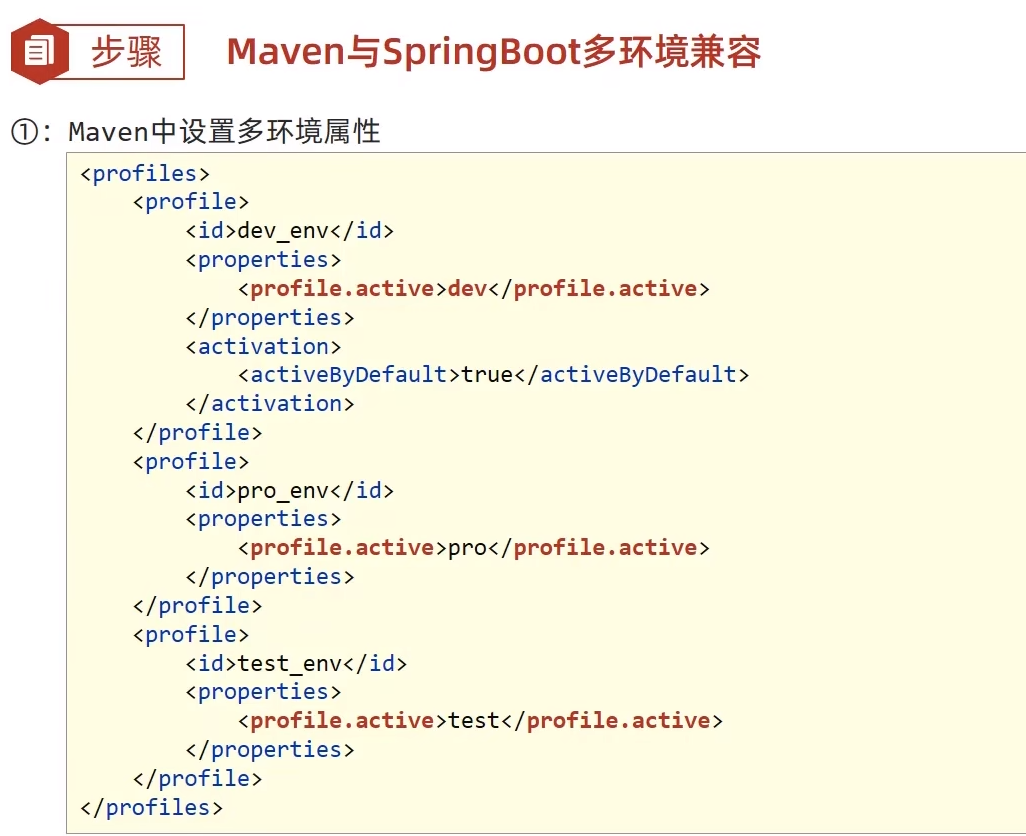 步骤
Maven与SpringBoot多环境兼容
①：Maven中设置多环境属性
<profiles>
    <profile>
        <id>dev_env</id>
        <properties>
            <profile.active>dev</profile.active>
        </properties>
        <activation>
            <activeByDefault>true</activeByDefault>
        </activation>
    </profile>
    <profile>
        <id>pro_env</id>
        <properties>
            <profile.active>pro</profile.active>
        </properties>
    </profile>
    <profile>
        <id>test_env</id>
        <properties>
            <profile.active>test</profile.active>
        </properties>
    </profile>
</profiles>